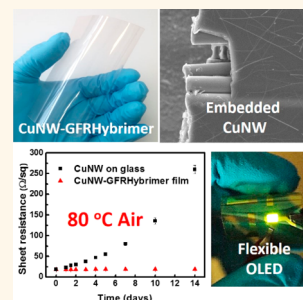 CuNW-GFRHybrimer
Embedded
CuNW
Sheet resistance (Ω/sq)
300
250
200
150
100
50
0
CuNW on glass
CuNW-GFRHybrimer film
80 °C Air
0 2 4 6 8 10 12 14
Time (days)
Flexible
OLED